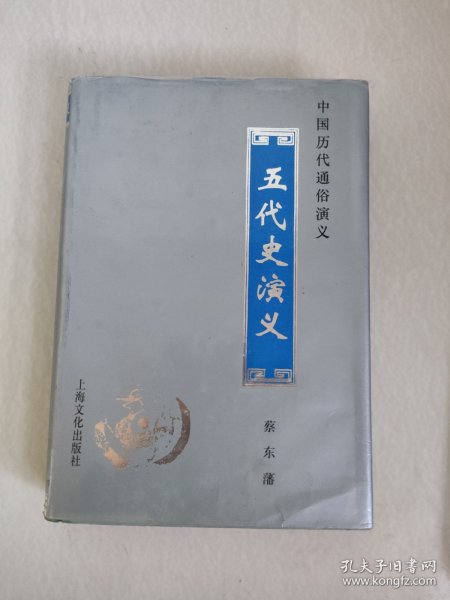 中国历代通俗演义
五代史演义
蔡东藩
上海文化出版社
孔夫子旧书网
www.kongfz.com